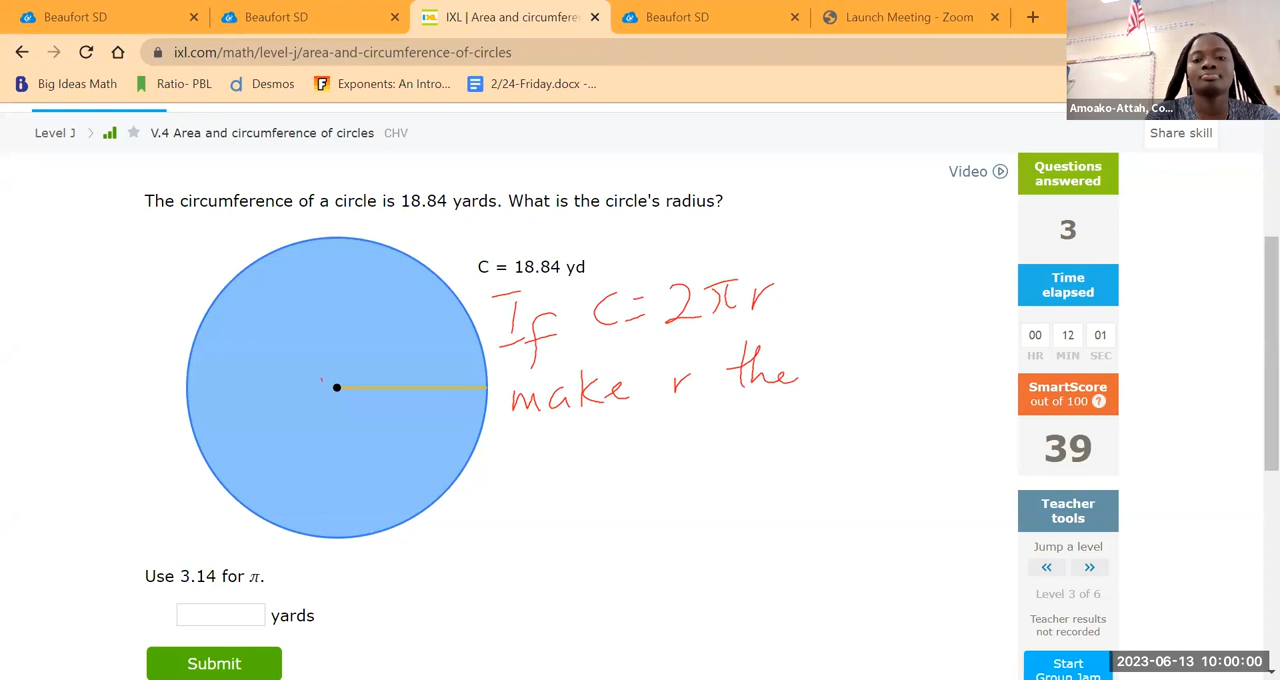 Beaufort SD
Beaufort SD
IXL | Area and circumferen
Beaufort SD
Launch Meeting - Zoom
ixl.com/math/level-j/area-and-circumference-of-circles
Big Ideas Math
Ratio- PBL
Desmos
Exponents: An Intro...
2/24-Friday.docx -...
Amoako-Attah, Co...
Level J
V.4 Area and circumference of circles CHV
Share skill
Video
The circumference of a circle is 18.84 yards. What is the circle's radius?
C = 18.84 yd
If C = 2πr
make r the
Use 3.14 for π.
yards
Submit
Questions
answered
3
Time
elapsed
00 12 01
HR MIN SEC
SmartScore
out of 100 ?
39
Teacher
tools
Jump a level
Level 3 of 6
Teacher results
not recorded
Start
Group Jam
2023-06-13 10:00:00